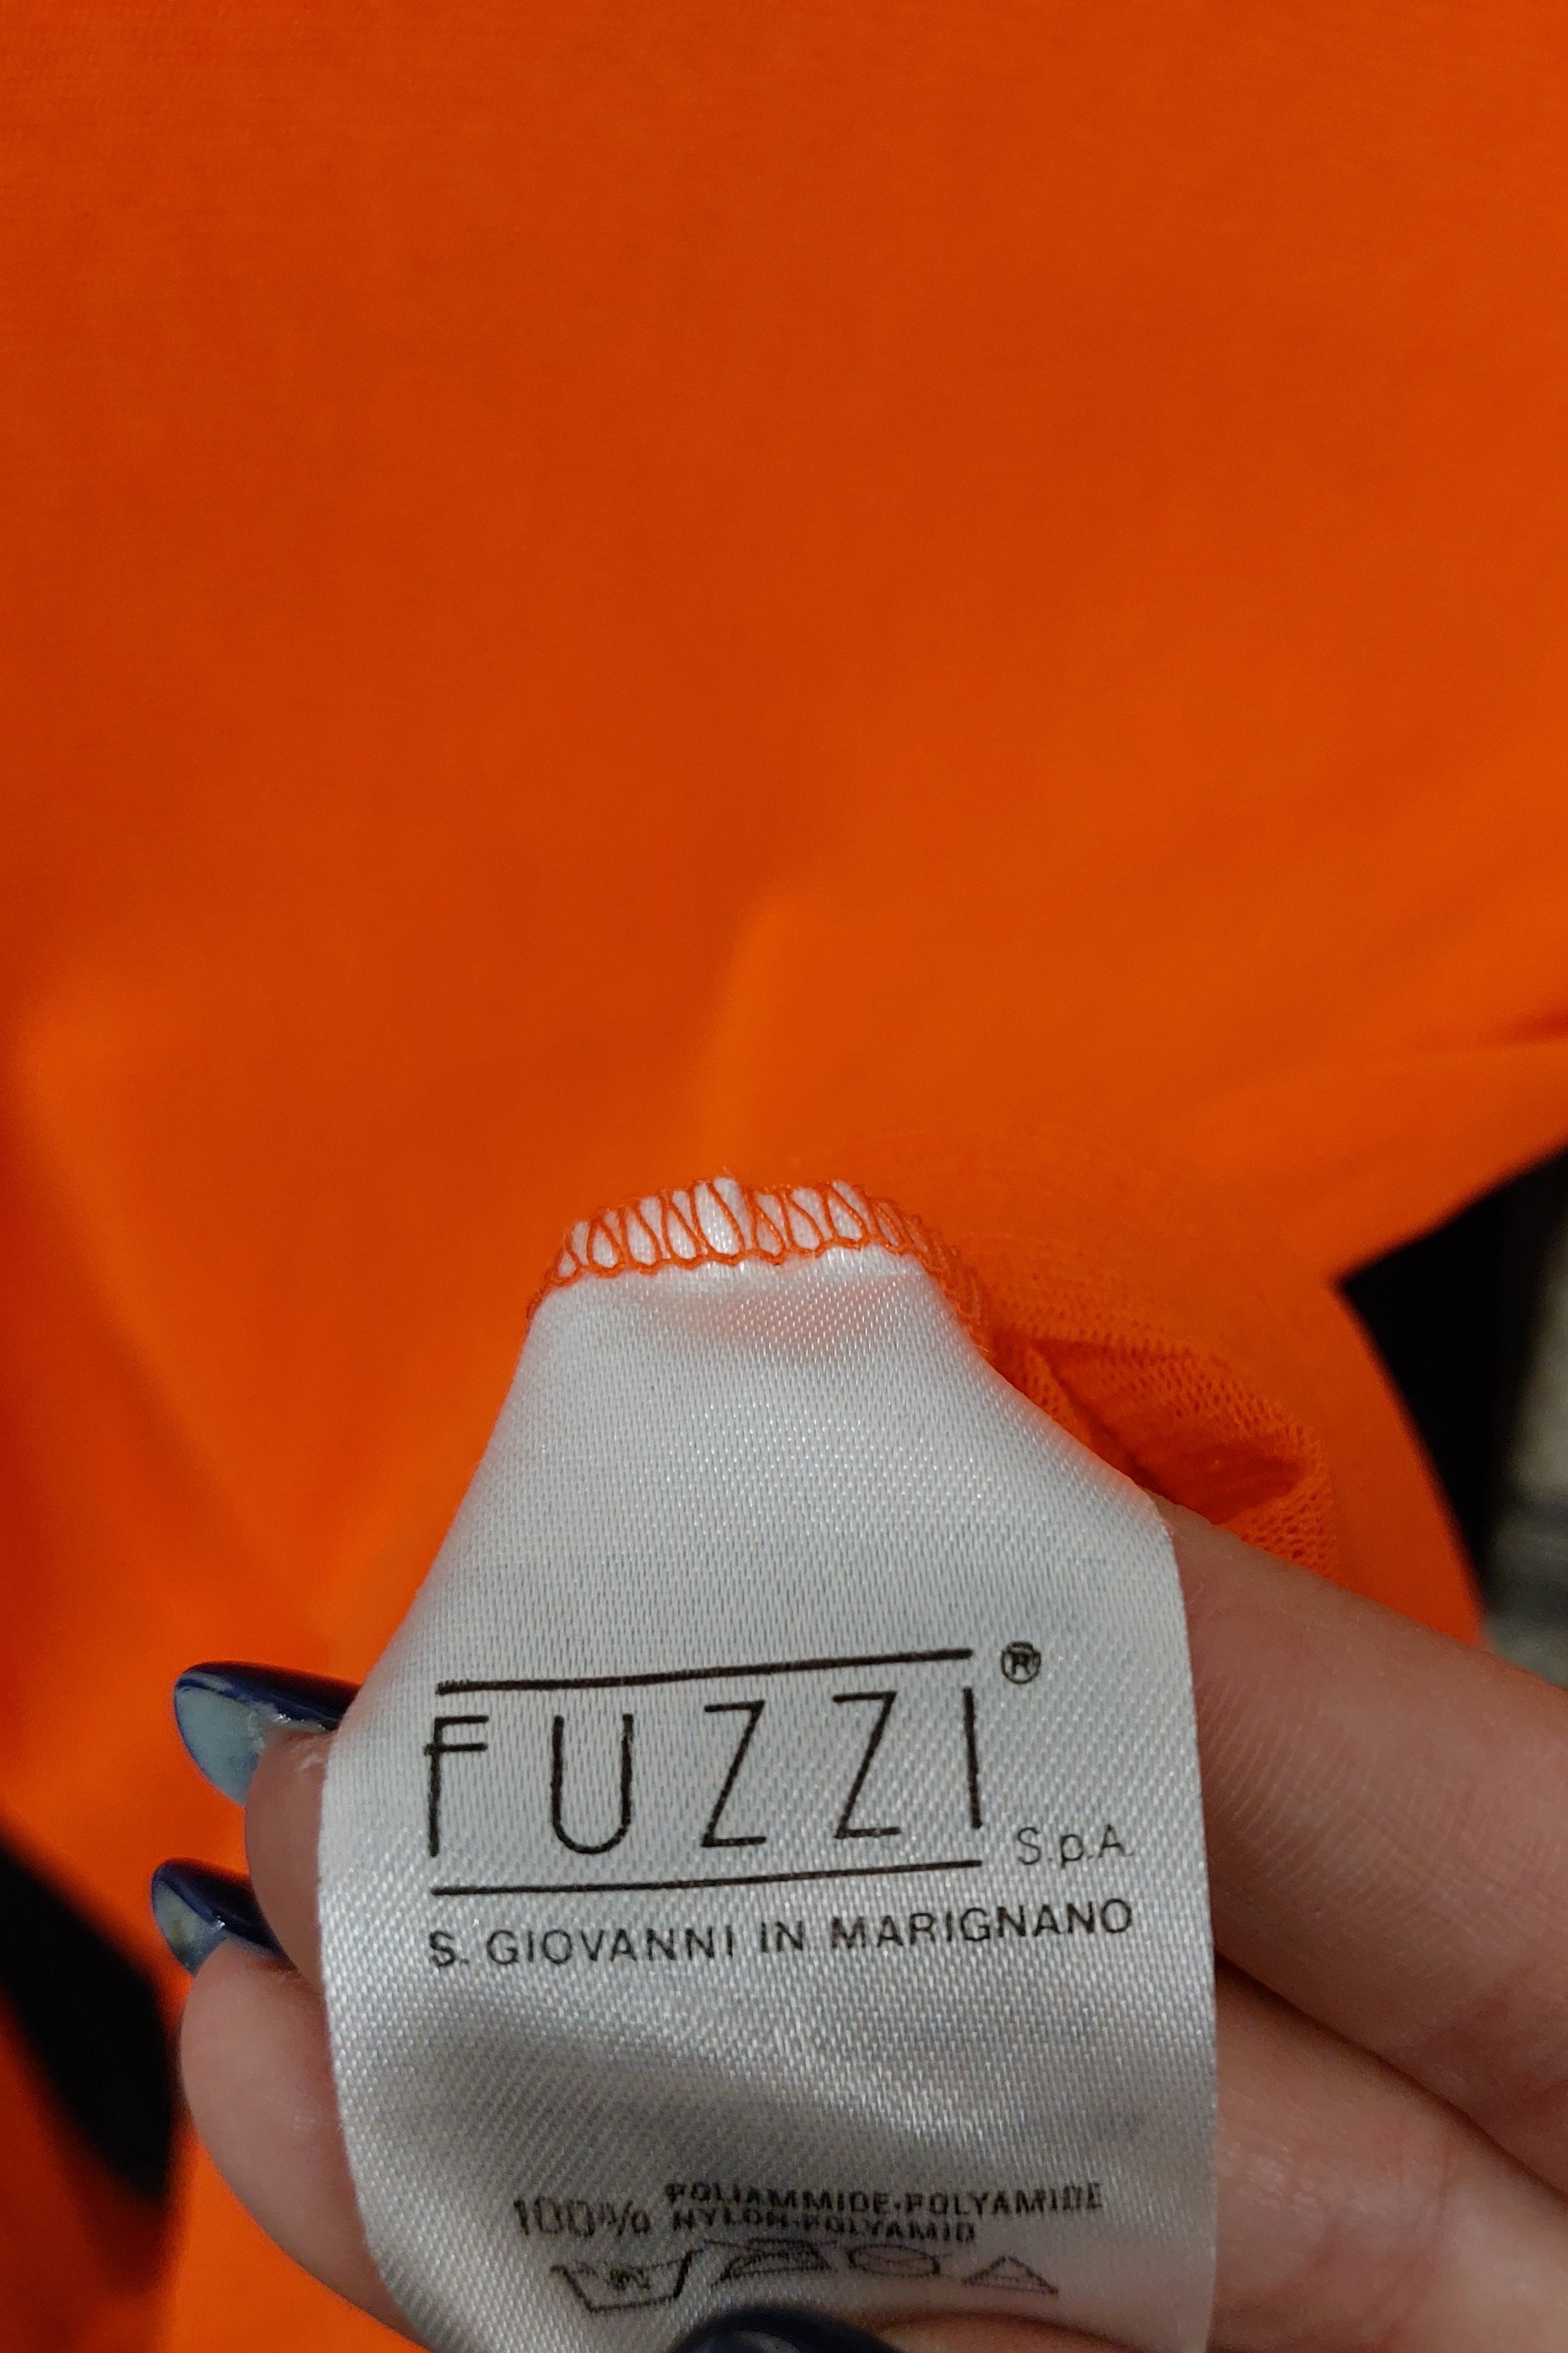 FUZZI®
S.p.A.
S. GIOVANNI IN MARIGNANO
100% POLIAMMIDE-POLYAMIDE
NYLON-POLYAMID